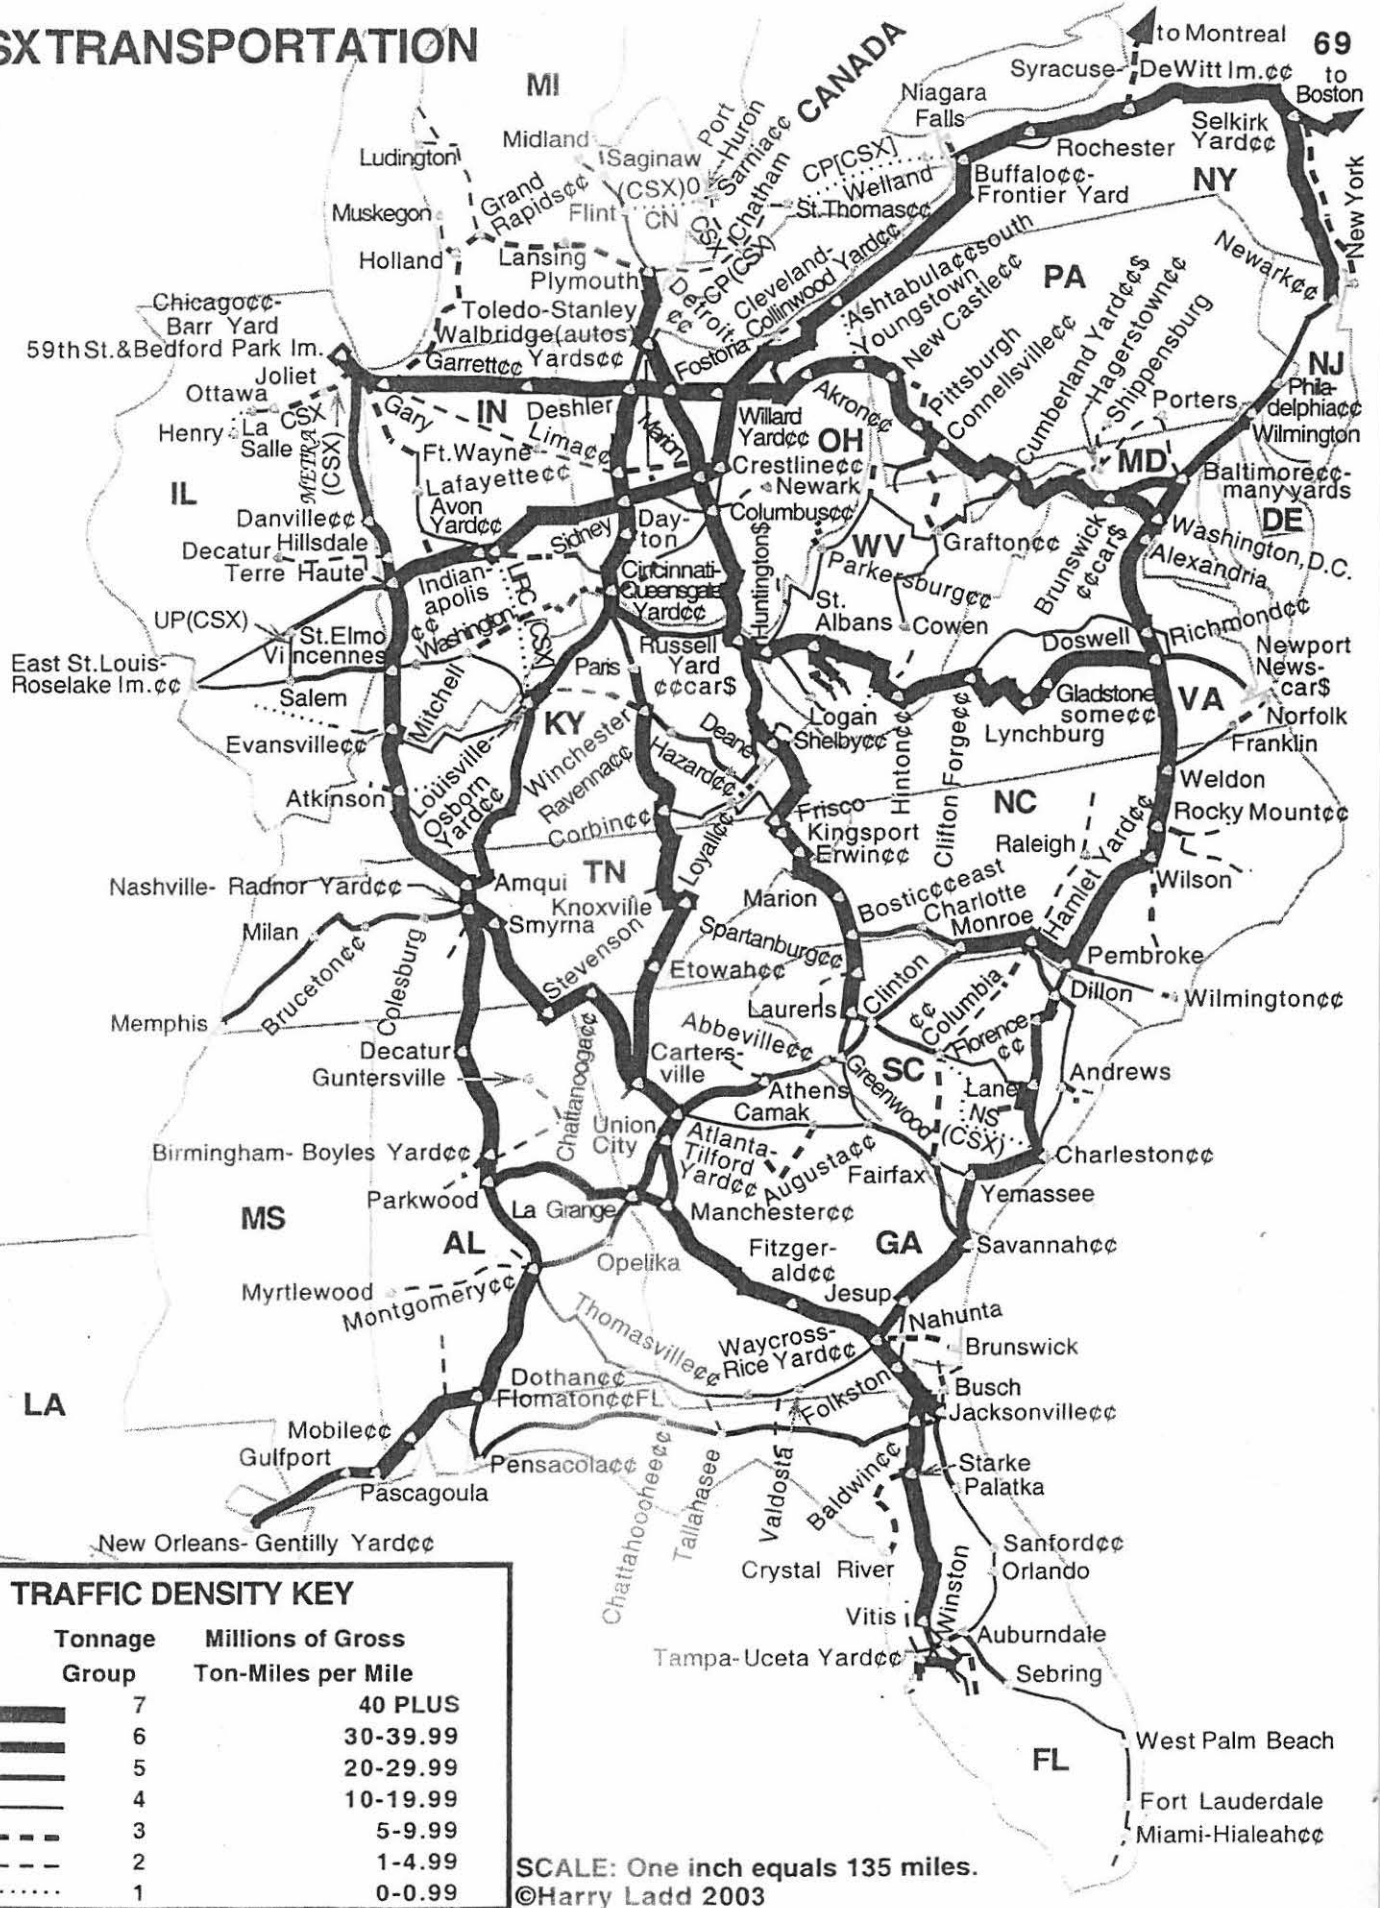 SX TRANSPORTATION
69
to Montreal
to
Boston
Syracuse-
DeWitt Im.¢¢
MI
CANADA
Niagara
Falls
Selkirk
Yard¢¢
Midland
Port
Huron
Sarnia¢¢
Chatham
Ludington
Saginaw
(CSX)
CP[CSX]
Rochester
Welland
Buffalo¢¢-
Frontier Yard
NY
Grand
Rapids¢¢
Flint
CN
CSX
CP(CSX)
St.Thomas¢¢
Muskegon
New York
Holland
Lansing
Plymouth
Detroit
¢¢
Cleveland-
Collinwood Yard¢¢
Ashtabula¢¢south
Youngstown
New Castle¢¢
PA
Newark¢¢
Chicago¢¢-
Barr Yard
59thSt.&Bedford Park Im.
Toledo-Stanley
Walbridge(autos)
Yards¢¢
Garrett¢¢
Fostoria
Pittsburgh
Connellsville¢¢
Cumberland Yard¢¢$
Hagerstown¢¢
Shippensburg
NJ
Joliet
Ottawa
CSX
La
Salle
Henry
METRA
(CSX)
Gary
IN
Deshler
Lima¢¢
Marion
Willard
Yard¢¢
Akron¢¢
OH
Porters
Phila-
delphia¢¢
Wilmington
Ft.Wayne
Lafayette¢¢
Avon
Yard¢¢
Crestline¢¢
Newark
Columbus¢¢
MD
Baltimore¢¢-
many yards
DE
IL
Danville¢¢
Hillsdale
Decatur
Terre Haute
Sidney
Day-
ton
Huntington$
WV
Grafton¢¢
Brunswick
¢¢car$
Washington, D.C.
Alexandria
Indian-
apolis
¢¢
LIRC
(CSX)
Cincinnati-
Queensgate
Yard¢¢
Parkersburg¢¢
UP(CSX)
St.Elmo
Vincennes
Washington
East St.Louis-
Roselake Im.¢¢
Salem
Mitchell
Paris
Russell
Yard
¢¢car$
St.
Albans
Cowen
Doswell
Richmond¢¢
Newport
News-
car$
Evansville¢¢
KY
Winchester
Ravenna¢¢
Hazard¢¢
Deane
Logan
Shelby¢¢
Hinton¢¢
Clifton Forge¢¢
Lynchburg
Gladstone
some¢¢
VA
Norfolk
Franklin
Atkinson
Louisville-
Osborn
Yard¢¢
Corbin¢¢
Loyall¢¢
Frisco
Kingsport
Erwin¢¢
NC
Weldon
Rocky Mount¢¢
Raleigh
Hamlet Yard¢¢
Wilson
Nashville- Radnor Yard¢¢
Amqui
TN
Knoxville
Smyrna
Marion
Bostic¢¢east
Charlotte
Monroe
Pembroke
Milan
Bruceton¢¢
Colesburg
Stevenson
Etowah¢¢
Spartanburg¢¢
Clinton
Columbia
¢¢
Dillon
Wilmington¢¢
Memphis
Laurens
Florence
¢¢
Decatur
Guntersville
Chattanooga¢¢
Carters-
ville
Abbeville¢¢
Athens
Greenwood
SC
Lane
NS
(CSX)
Andrews
Birmingham- Boyles Yard¢¢
Union
City
Camak
Atlanta-
Tilford
Yard¢¢
Augusta¢¢
Fairfax
Charleston¢¢
Yemassee
Parkwood
MS
La Grange
Manchester¢¢
AL
Opelika
Fitzger-
ald¢¢
GA
Savannah¢¢
Myrtlewood
Montgomery¢¢
Jesup
Nahunta
Thomasville¢¢
Waycross-
Rice Yard¢¢
Brunswick
Dothan¢¢
Flomaton¢¢FL
Folkston
Busch
Jacksonville¢¢
LA
Mobile¢¢
Gulfport
Pascagoula
Pensacola¢¢
Chattahoochee¢¢
Tallahasee
Valdosta
Baldwin¢¢
Starke
Palatka
New Orleans- Gentilly Yard¢¢
Crystal River
Sanford¢¢
Orlando
Vitis
Winston
Auburndale
Tampa-Uceta Yard¢¢
Sebring
West Palm Beach
FL
Fort Lauderdale
Miami-Hialeah¢¢
TRAFFIC DENSITY KEY
Tonnage Millions of Gross
Group Ton-Miles per Mile
7 40 PLUS
6 30-39.99
5 20-29.99
4 10-19.99
3 5-9.99
2 1-4.99
1 0-0.99
SCALE: One inch equals 135 miles.
©Harry Ladd 2003